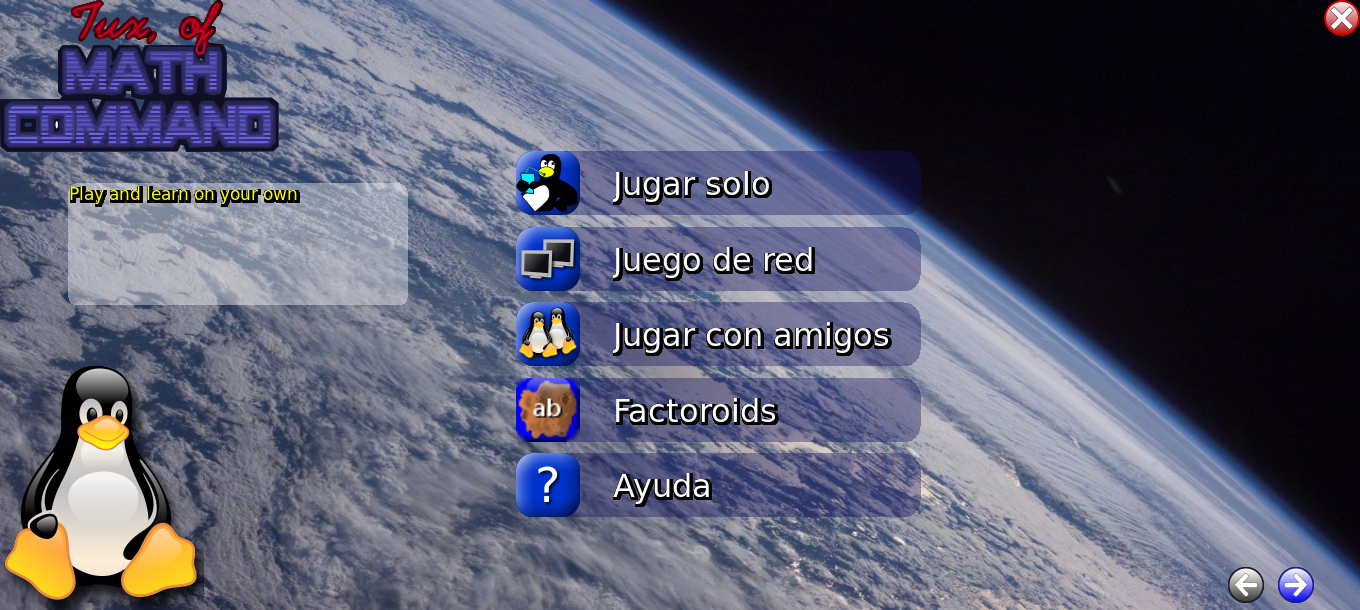 Tux, of
MATH
COMMAND
Play and learn on your own
Jugar solo
Juego de red
Jugar con amigos
ab
Factoroids
?
Ayuda